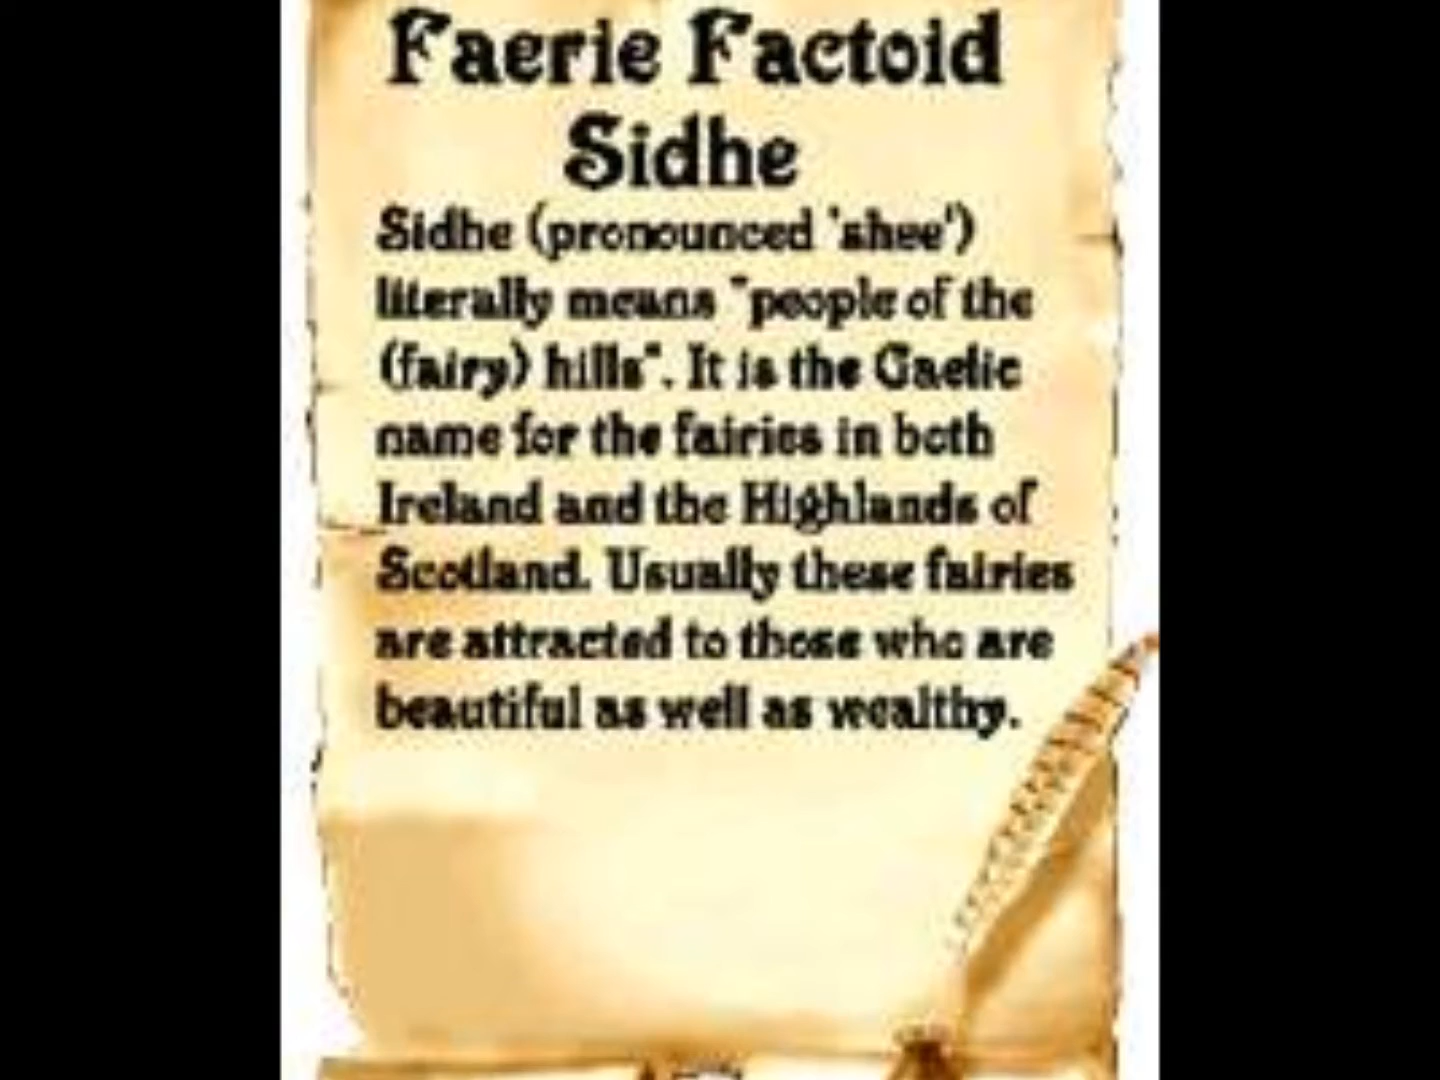 Faerie Factoid
Sidhe
Sidhe (pronounced 'shee')
literally means "people of the
(fairy) hills". It is the Gaelic
name for the fairies in both
Ireland and the Highlands of
Scotland. Usually these fairies
are attracted to those who are
beautiful as well as wealthy.